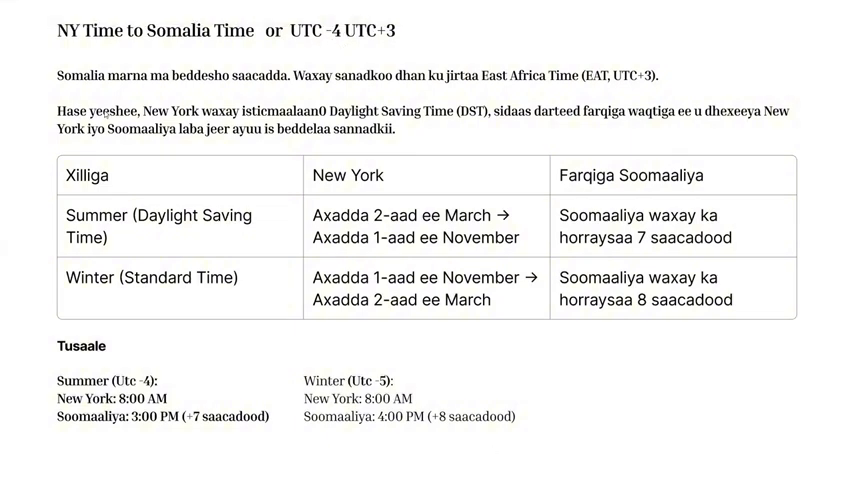 NY Time to Somalia Time or UTC -4 UTC+3
Somalia marna ma beddesho saacadda. Waxay sanadkoo dhan ku jirtaa East Africa Time (EAT, UTC+3).
Hase yeeshee, New York waxay isticmaalaan0 Daylight Saving Time (DST), sidaas darteed farqiga waqtiga ee u dhexeeya New
York iyo Soomaaliya laba jeer ayuu is beddelaa sannadkii.
Xilliga
New York
Farqiga Soomaaliya
Summer (Daylight Saving
Time)
Axadda 2-aad ee March →
Axadda 1-aad ee November
Soomaaliya waxay ka
horraysaa 7 saacadood
Winter (Standard Time)
Axadda 1-aad ee November →
Axadda 2-aad ee March
Soomaaliya waxay ka
horraysaa 8 saacadood
Tusaale
Summer (Utc -4):
New York: 8:00 AM
Soomaaliya: 3:00 PM (+7 saacadood)
Winter (Utc -5):
New York: 8:00 AM
Soomaaliya: 4:00 PM (+8 saacadood)